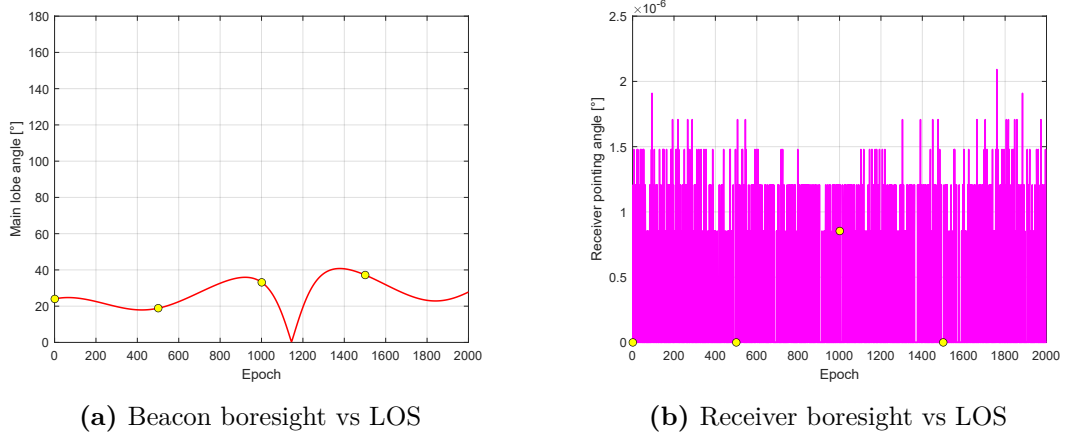 180
160
140
120
100
80
60
40
20
0
Main lobe angle [°]
0 200 400 600 800 1000 1200 1400 1600 1800 2000
Epoch
(a) Beacon boresight vs LOS
×10⁻⁶
2.5
2
1.5
1
0.5
0
Receiver pointing angle [°]
0 200 400 600 800 1000 1200 1400 1600 1800 2000
Epoch
(b) Receiver boresight vs LOS